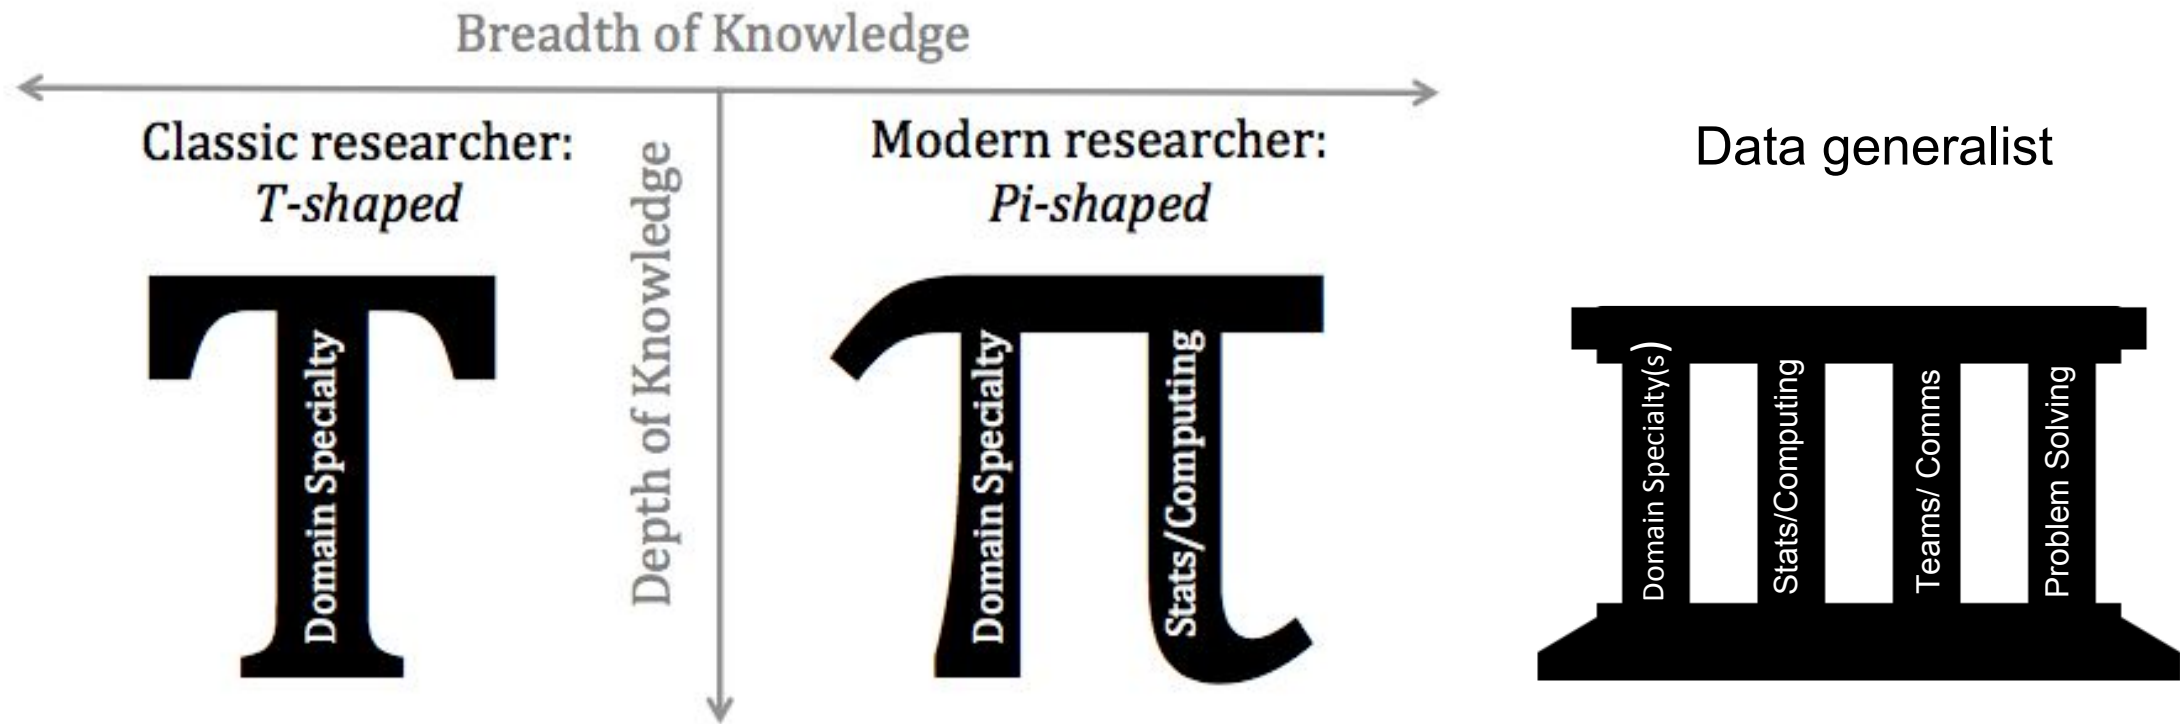 Breadth of Knowledge
Classic researcher:
T-shaped
Domain Specialty
Depth of Knowledge
Modern researcher:
Pi-shaped
Domain Specialty
Stats/Computing
Data generalist
Domain Specialty(s)
Stats/Computing
Teams/ Comms
Problem Solving